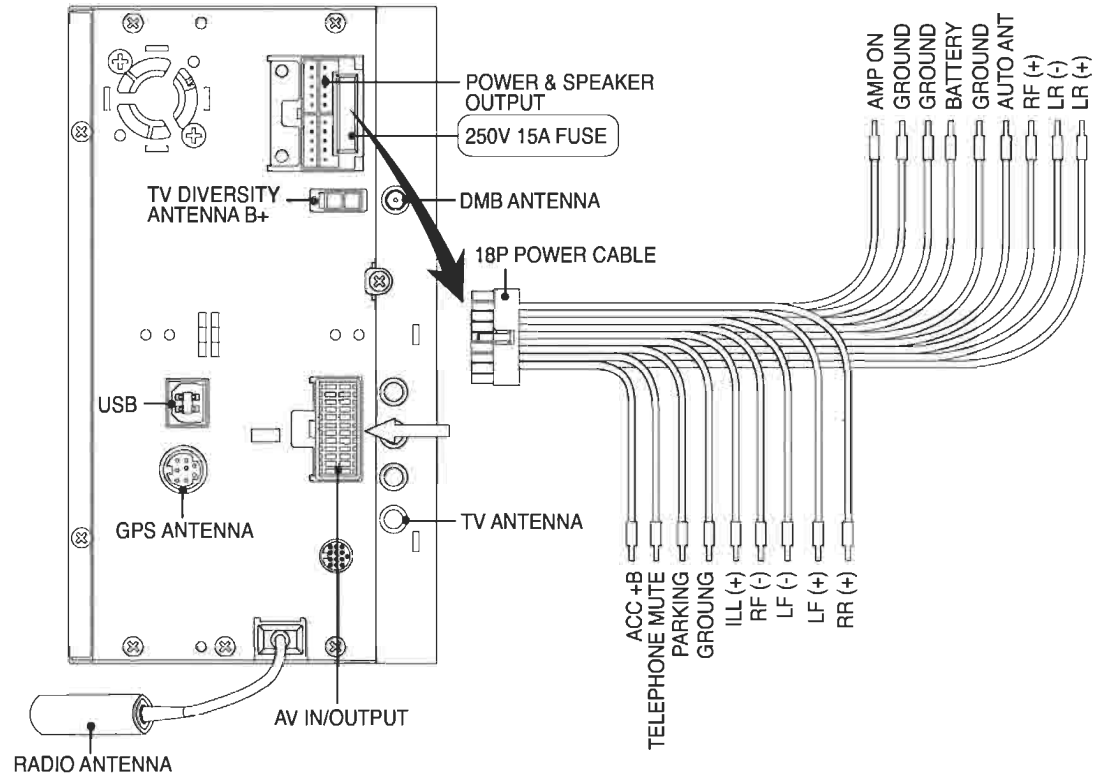 POWER & SPEAKER
OUTPUT
250V 15A FUSE
TV DIVERSITY
ANTENNA B+
DMB ANTENNA
18P POWER CABLE
USB
GPS ANTENNA
TV ANTENNA
AV IN/OUTPUT
RADIO ANTENNA
AMP ON
GROUND
GROUND
BATTERY
GROUND
AUTO ANT
RF (+)
LR (-)
LR (+)
ACC +B
TELEPHONE MUTE
PARKING
GROUNG
ILL (+)
RF (-)
LF (-)
LF (+)
RR (+)